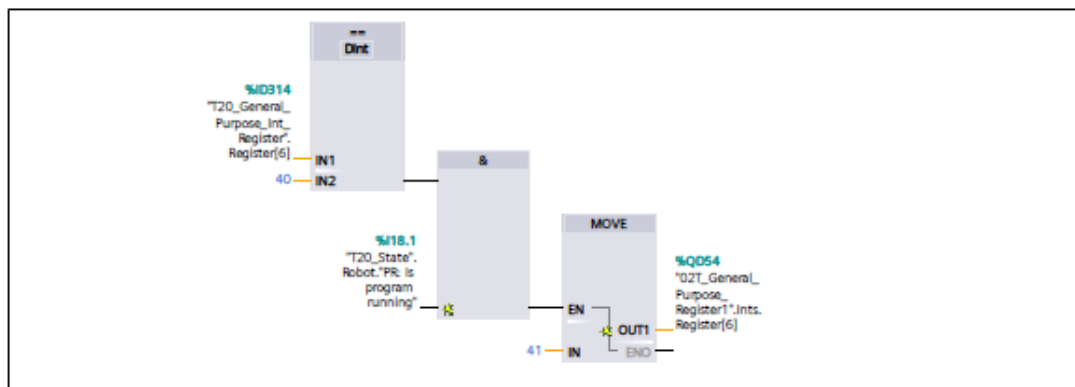 ==
Dint
%ID314
"T20_General_
Purpose_Int_
Register".
Register[6]
IN1
40
IN2
&
%I18.1
"T20_State".
Robot."PR: Is
program
running"
MOVE
%QD54
"02T_General_
Purpose_
Register1".Ints.
Register[6]
EN
OUT1
41
IN
ENO